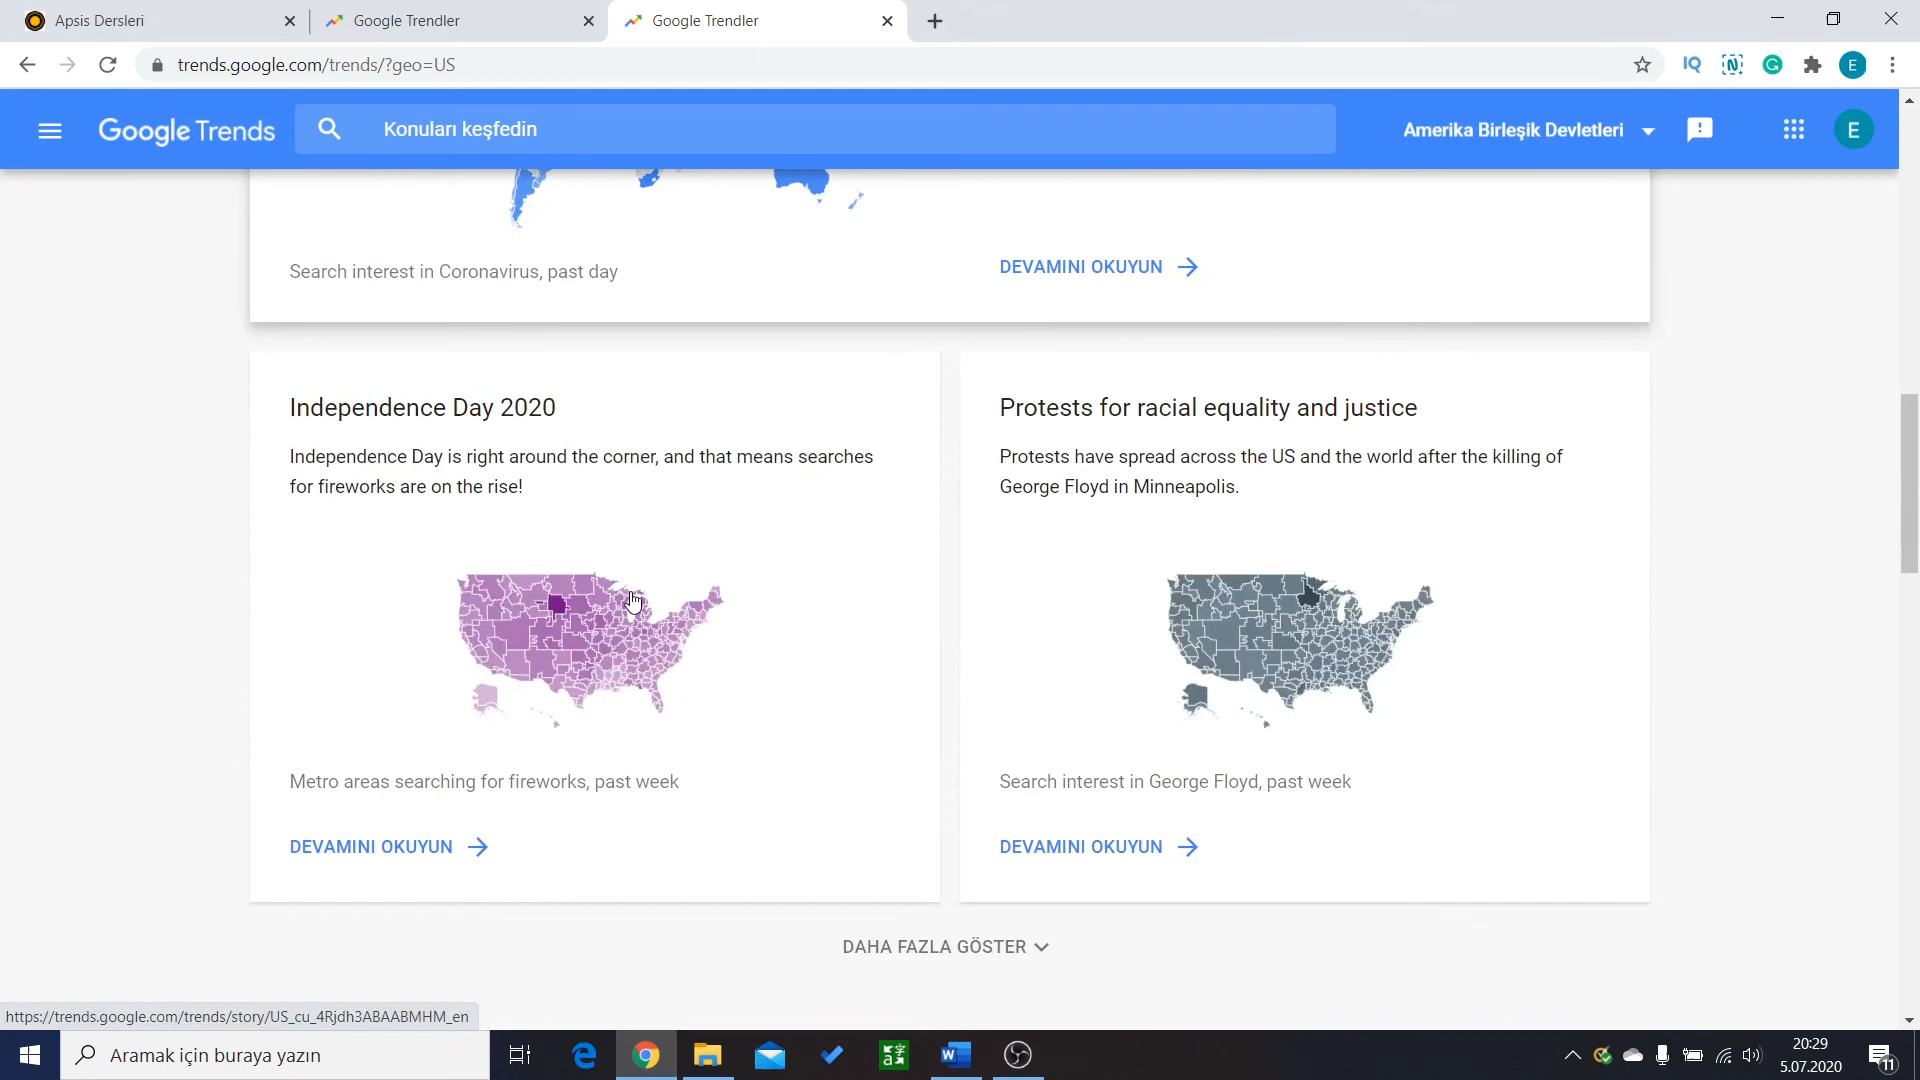 Apsis Dersleri
Google Trendler
Google Trendler
trends.google.com/trends/?geo=US
IQ
E
Google Trends
Konuları keşfedin
Amerika Birleşik Devletleri
E
Search interest in Coronavirus, past day
DEVAMINI OKUYUN
Independence Day 2020
Independence Day is right around the corner, and that means searches
for fireworks are on the rise!
Metro areas searching for fireworks, past week
DEVAMINI OKUYUN
Protests for racial equality and justice
Protests have spread across the US and the world after the killing of
George Floyd in Minneapolis.
Search interest in George Floyd, past week
DEVAMINI OKUYUN
DAHA FAZLA GÖSTER
https://trends.google.com/trends/story/US_cu_4Rjdh3ABAABMHM_en
Aramak için buraya yazın
20:29
5.07.2020
11